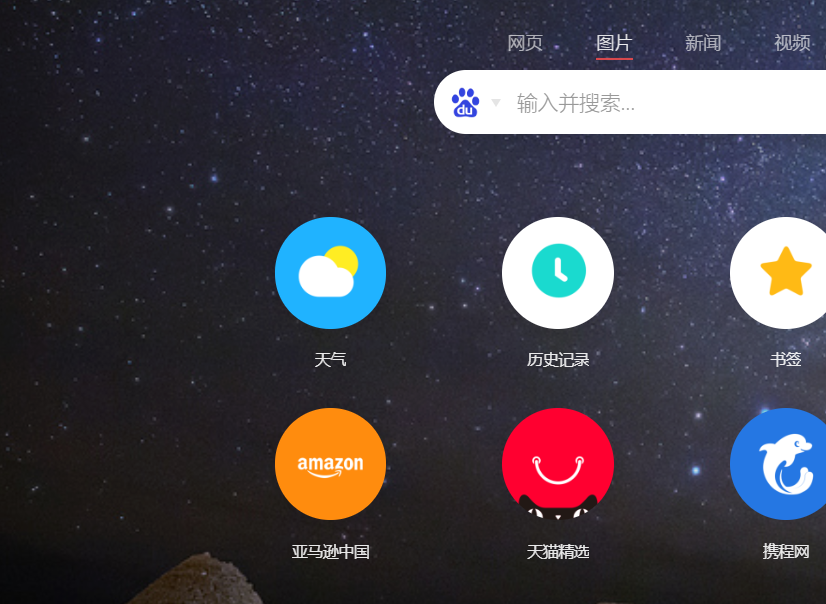 网页 图片 新闻 视频
du 输入并搜索...
天气 历史记录 书签
amazon
亚马逊中国 天猫精选 携程网